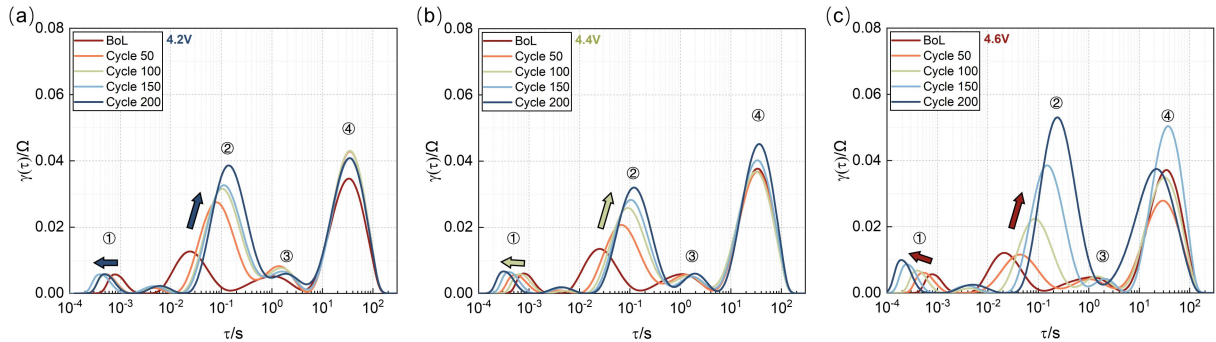 (a)
4.2V
BoL
Cycle 50
Cycle 100
Cycle 150
Cycle 200
γ(τ)/Ω
0.08
0.06
0.04
0.02
0.00
①
②
③
④
10⁻⁴ 10⁻³ 10⁻² 10⁻¹ 10⁰ 10¹ 10²
τ/s
(b)
4.4V
BoL
Cycle 50
Cycle 100
Cycle 150
Cycle 200
γ(τ)/Ω
0.08
0.06
0.04
0.02
0.00
①
②
③
④
10⁻⁴ 10⁻³ 10⁻² 10⁻¹ 10⁰ 10¹ 10²
τ/s
(c)
4.6V
BoL
Cycle 50
Cycle 100
Cycle 150
Cycle 200
γ(τ)/Ω
0.08
0.06
0.04
0.02
0.00
①
②
③
④
10⁻⁴ 10⁻³ 10⁻² 10⁻¹ 10⁰ 10¹ 10²
τ/s